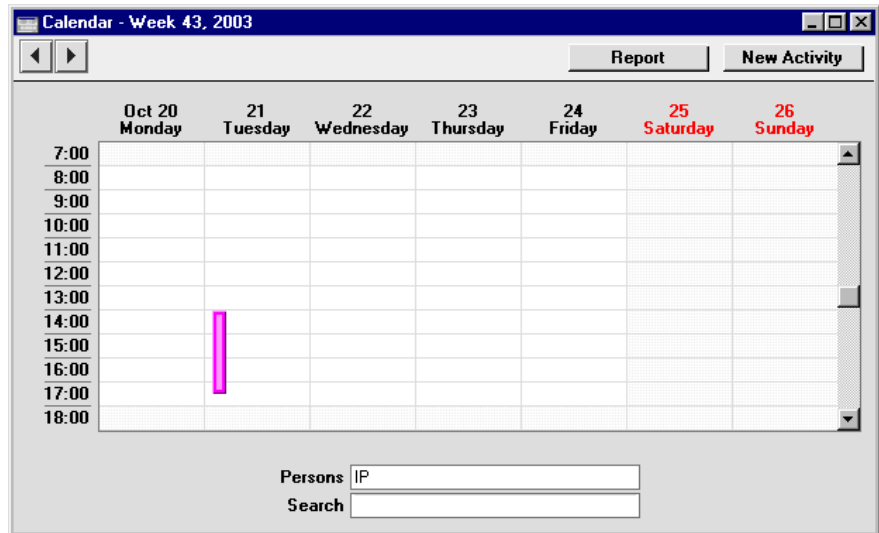 Calendar - Week 43, 2003
Report New Activity
Oct 20 21 22 23 24 25 26
Monday Tuesday Wednesday Thursday Friday Saturday Sunday
7:00
8:00
9:00
10:00
11:00
12:00
13:00
14:00
15:00
16:00
17:00
18:00
Persons IP
Search